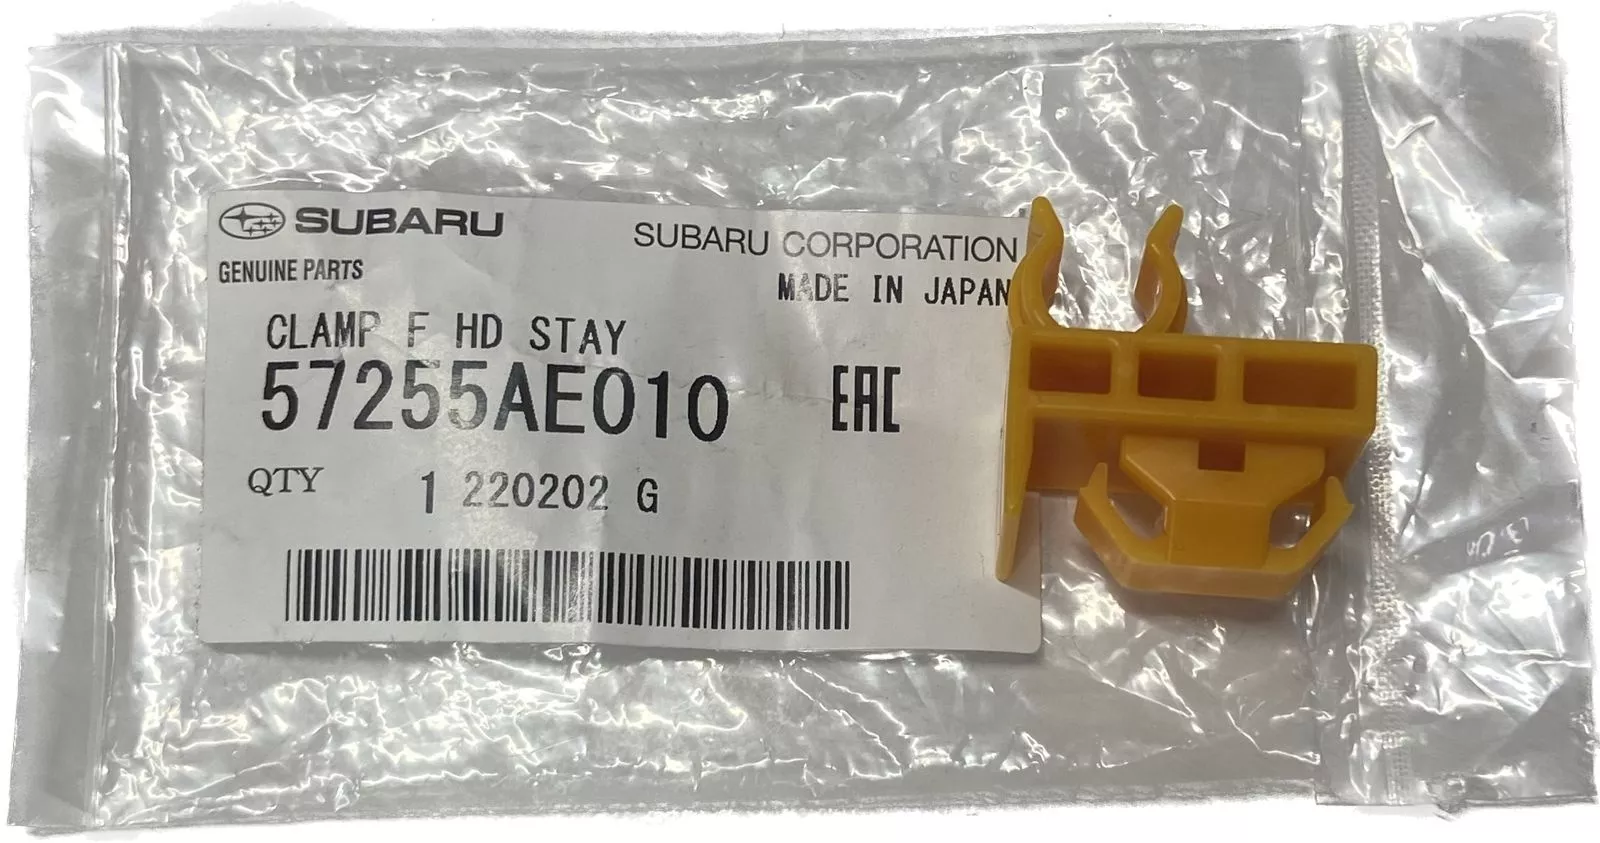 SUBARU
SUBARU CORPORATION
GENUINE PARTS
MADE IN JAPAN
CLAMP F HD STAY
57255AE010
EAC
QTY 1 220202 G